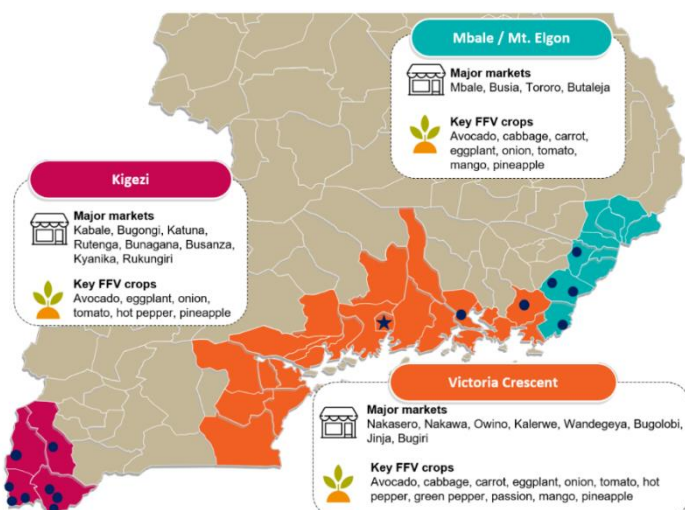 Mbale / Mt. Elgon
Major markets
Mbale, Busia, Tororo, Butaleja
Key FFV crops
Avocado, cabbage, carrot,
eggplant, onion, tomato,
mango, pineapple
Kigezi
Major markets
Kabale, Bugongi, Katuna,
Rutenga, Bunagana, Busanza,
Kyanika, Rukungiri
Key FFV crops
Avocado, eggplant, onion,
tomato, hot pepper, pineapple
Victoria Crescent
Major markets
Nakasero, Nakawa, Owino, Kalerwe, Wandegeya, Bugolobi,
Jinja, Bugiri
Key FFV crops
Avocado, cabbage, carrot, eggplant, onion, tomato, hot
pepper, green pepper, passion, mango, pineapple